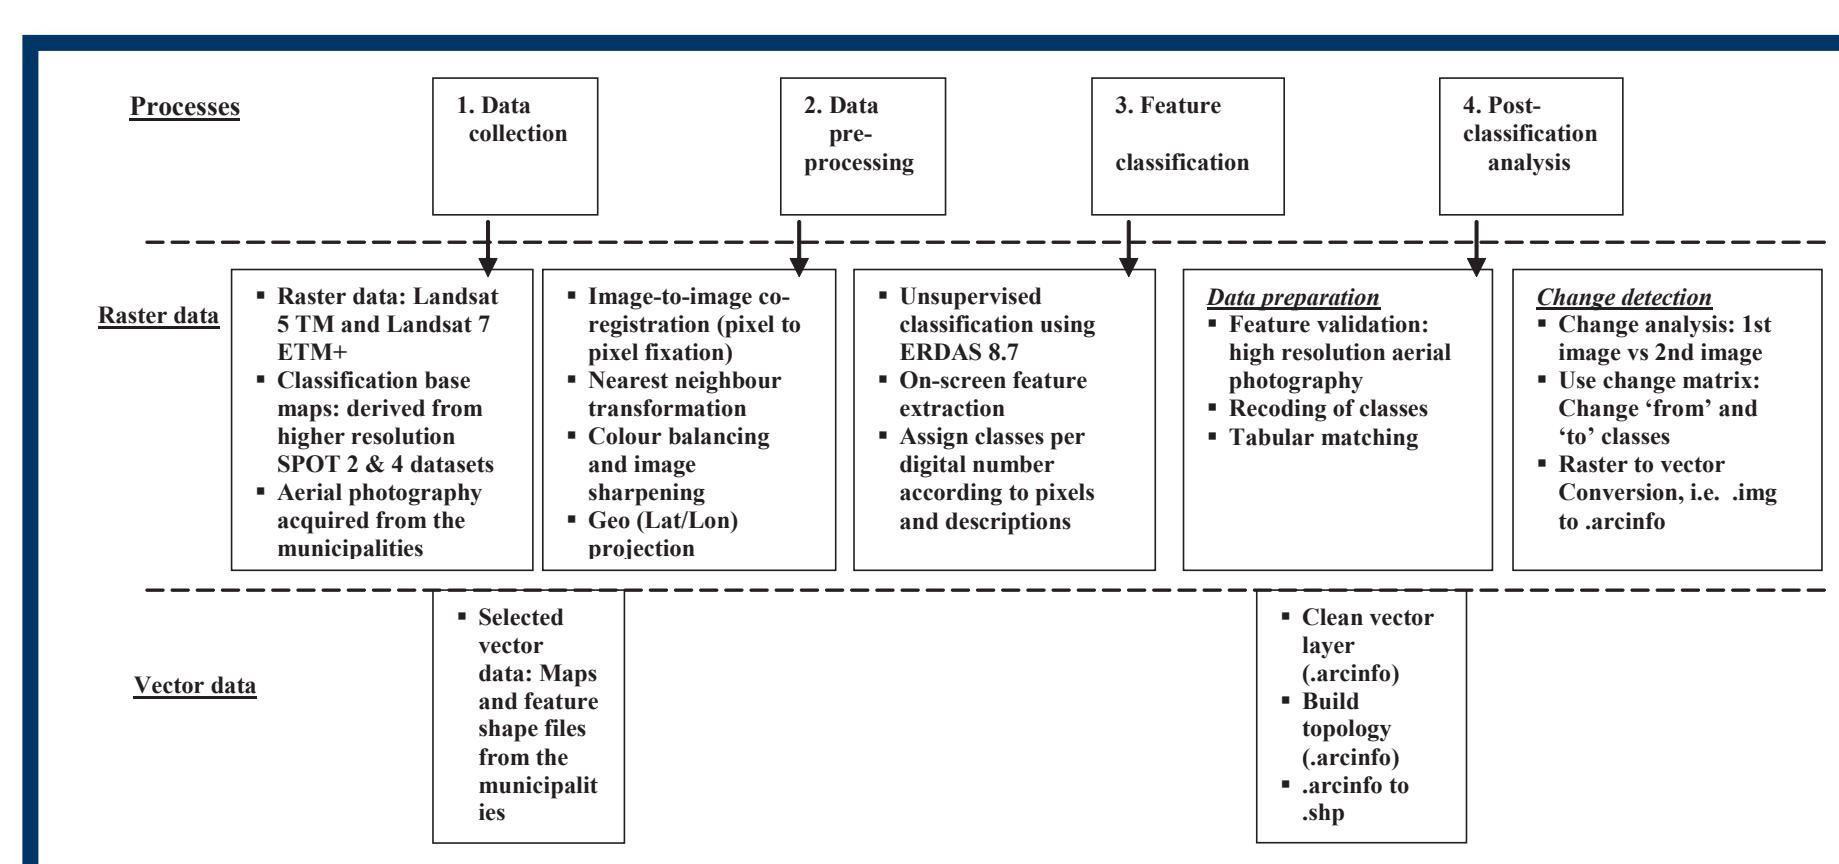 Processes
1. Data
collection
2. Data
pre-
processing
3. Feature
classification
4. Post-
classification
analysis
Raster data
▪ Raster data: Landsat
5 TM and Landsat 7
ETM+
▪ Classification base
maps: derived from
higher resolution
SPOT 2 & 4 datasets
▪ Aerial photography
acquired from the
municipalities
▪ Image-to-image co-
registration (pixel to
pixel fixation)
▪ Nearest neighbour
transformation
▪ Colour balancing
and image
sharpening
▪ Geo (Lat/Lon)
projection
▪ Unsupervised
classification using
ERDAS 8.7
▪ On-screen feature
extraction
▪ Assign classes per
digital number
according to pixels
and descriptions
Data preparation
▪ Feature validation:
high resolution aerial
photography
▪ Recoding of classes
▪ Tabular matching
Change detection
▪ Change analysis: 1st
image vs 2nd image
▪ Use change matrix:
Change ‘from’ and
‘to’ classes
▪ Raster to vector
Conversion, i.e. .img
to .arcinfo
Vector data
▪ Selected
vector
data: Maps
and feature
shape files
from the
municipalit
ies
▪ Clean vector
layer
(.arcinfo)
▪ Build
topology
(.arcinfo)
▪ .arcinfo to
.shp